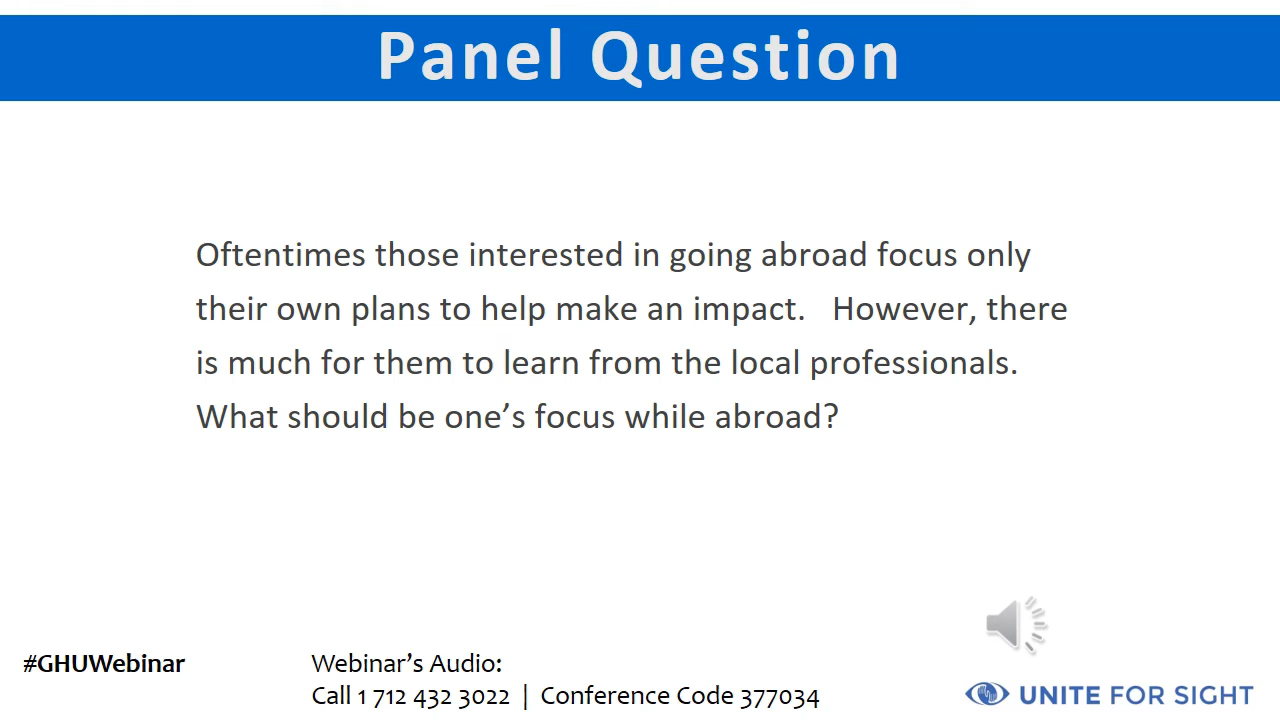 Panel Question
Oftentimes those interested in going abroad focus only
their own plans to help make an impact.   However, there
is much for them to learn from the local professionals.
What should be one’s focus while abroad?
#GHUWebinar
Webinar’s Audio:
Call 1 712 432 3022 | Conference Code 377034
UNITE FOR SIGHT